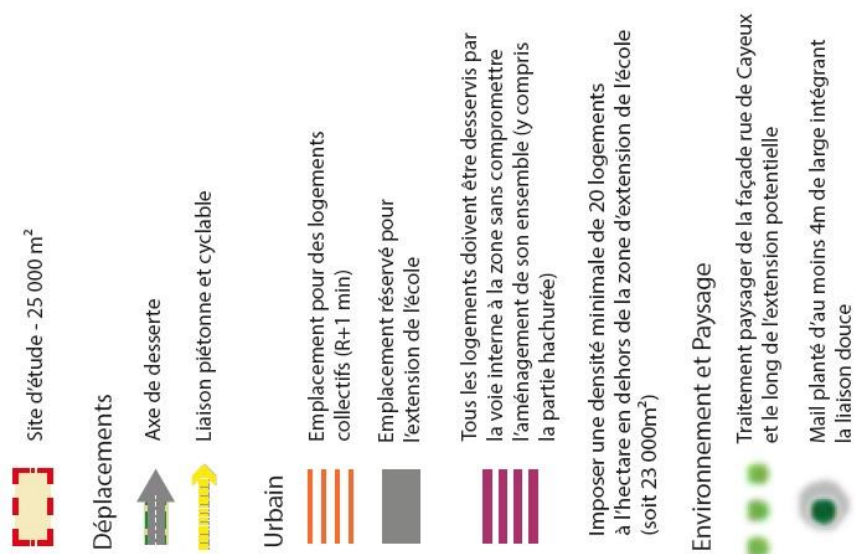 Site d'étude - 25 000 m²
Déplacements
Axe de desserte
Liaison piétonne et cyclable
Urbain
Emplacement pour des logements
collectifs (R+1 min)
Emplacement réservé pour
l'extension de l'école
Tous les logements doivent être desservis par
la voie interne à la zone sans compromettre
l'aménagement de son ensemble (y compris
la partie hachurée)
Imposer une densité minimale de 20 logements
à l'hectare en dehors de la zone d'extension de l'école
(soit 23 000m²)
Environnement et Paysage
Traitement paysager de la façade rue de Cayeux
et le long de l'extension potentielle
Mail planté d'au moins 4m de large intégrant
la liaison douce